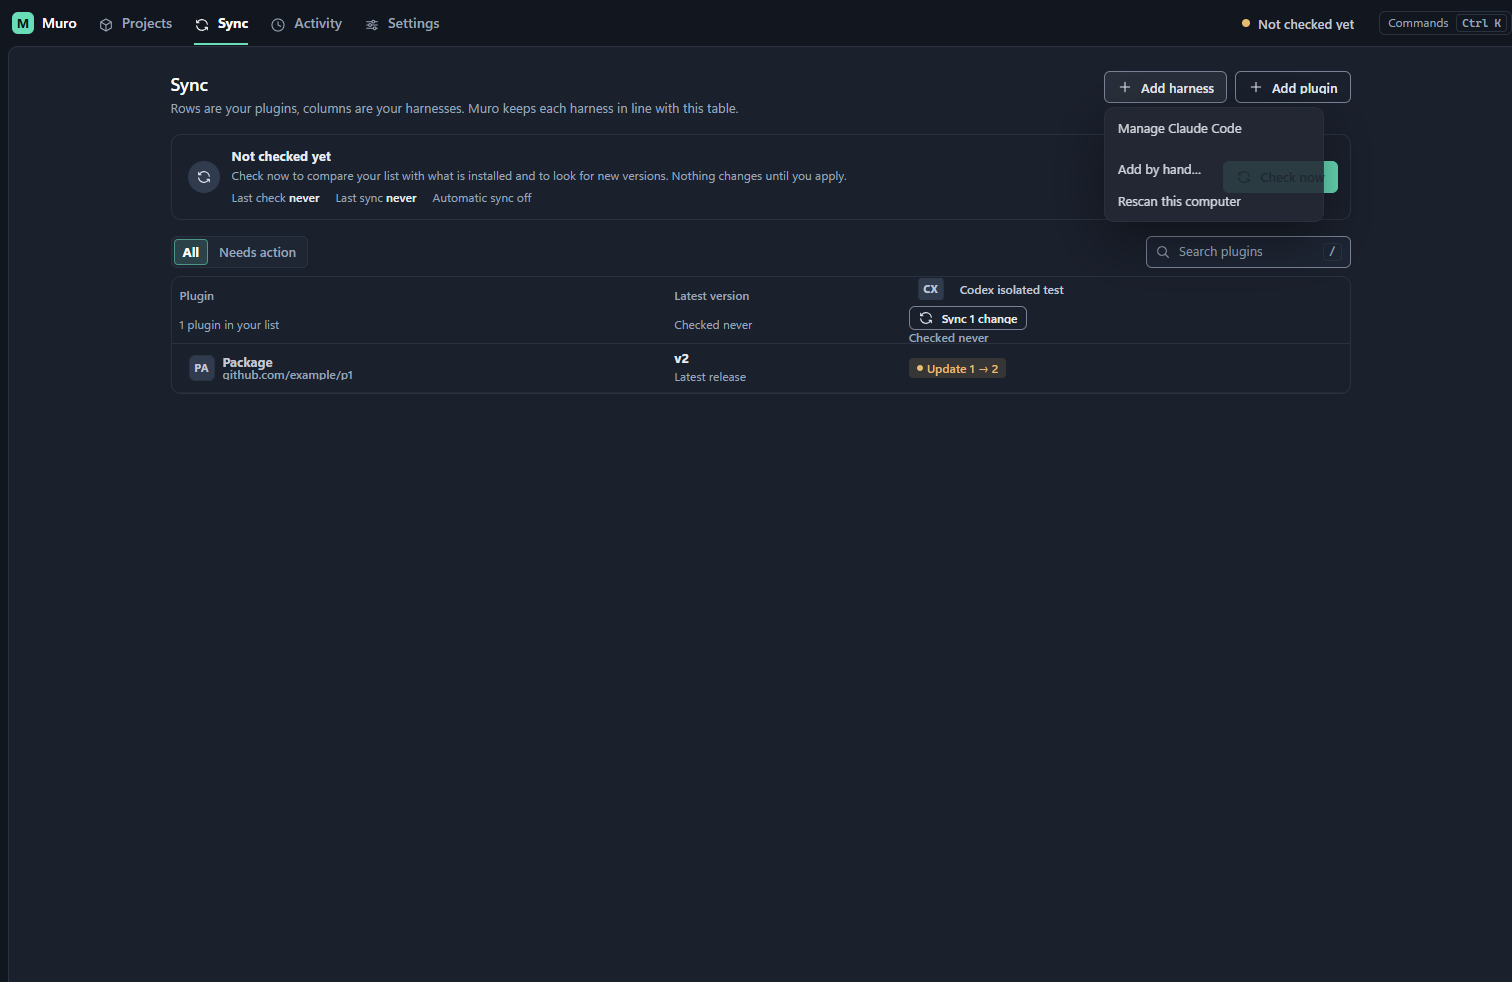 M Muro Projects Sync Activity Settings Not checked yet Commands Ctrl K
Sync
Rows are your plugins, columns are your harnesses. Muro keeps each harness in line with this table.
+ Add harness + Add plugin
Manage Claude Code
Add by hand...
Rescan this computer
Not checked yet
Check now to compare your list with what is installed and to look for new versions. Nothing changes until you apply.
Last check never Last sync never Automatic sync off
Check now
All Needs action
Search plugins /
Plugin Latest version CX Codex isolated test
1 plugin in your list Checked never Sync 1 change
Checked never
PA Package v2 Update 1 → 2
github.com/example/p1 Latest release